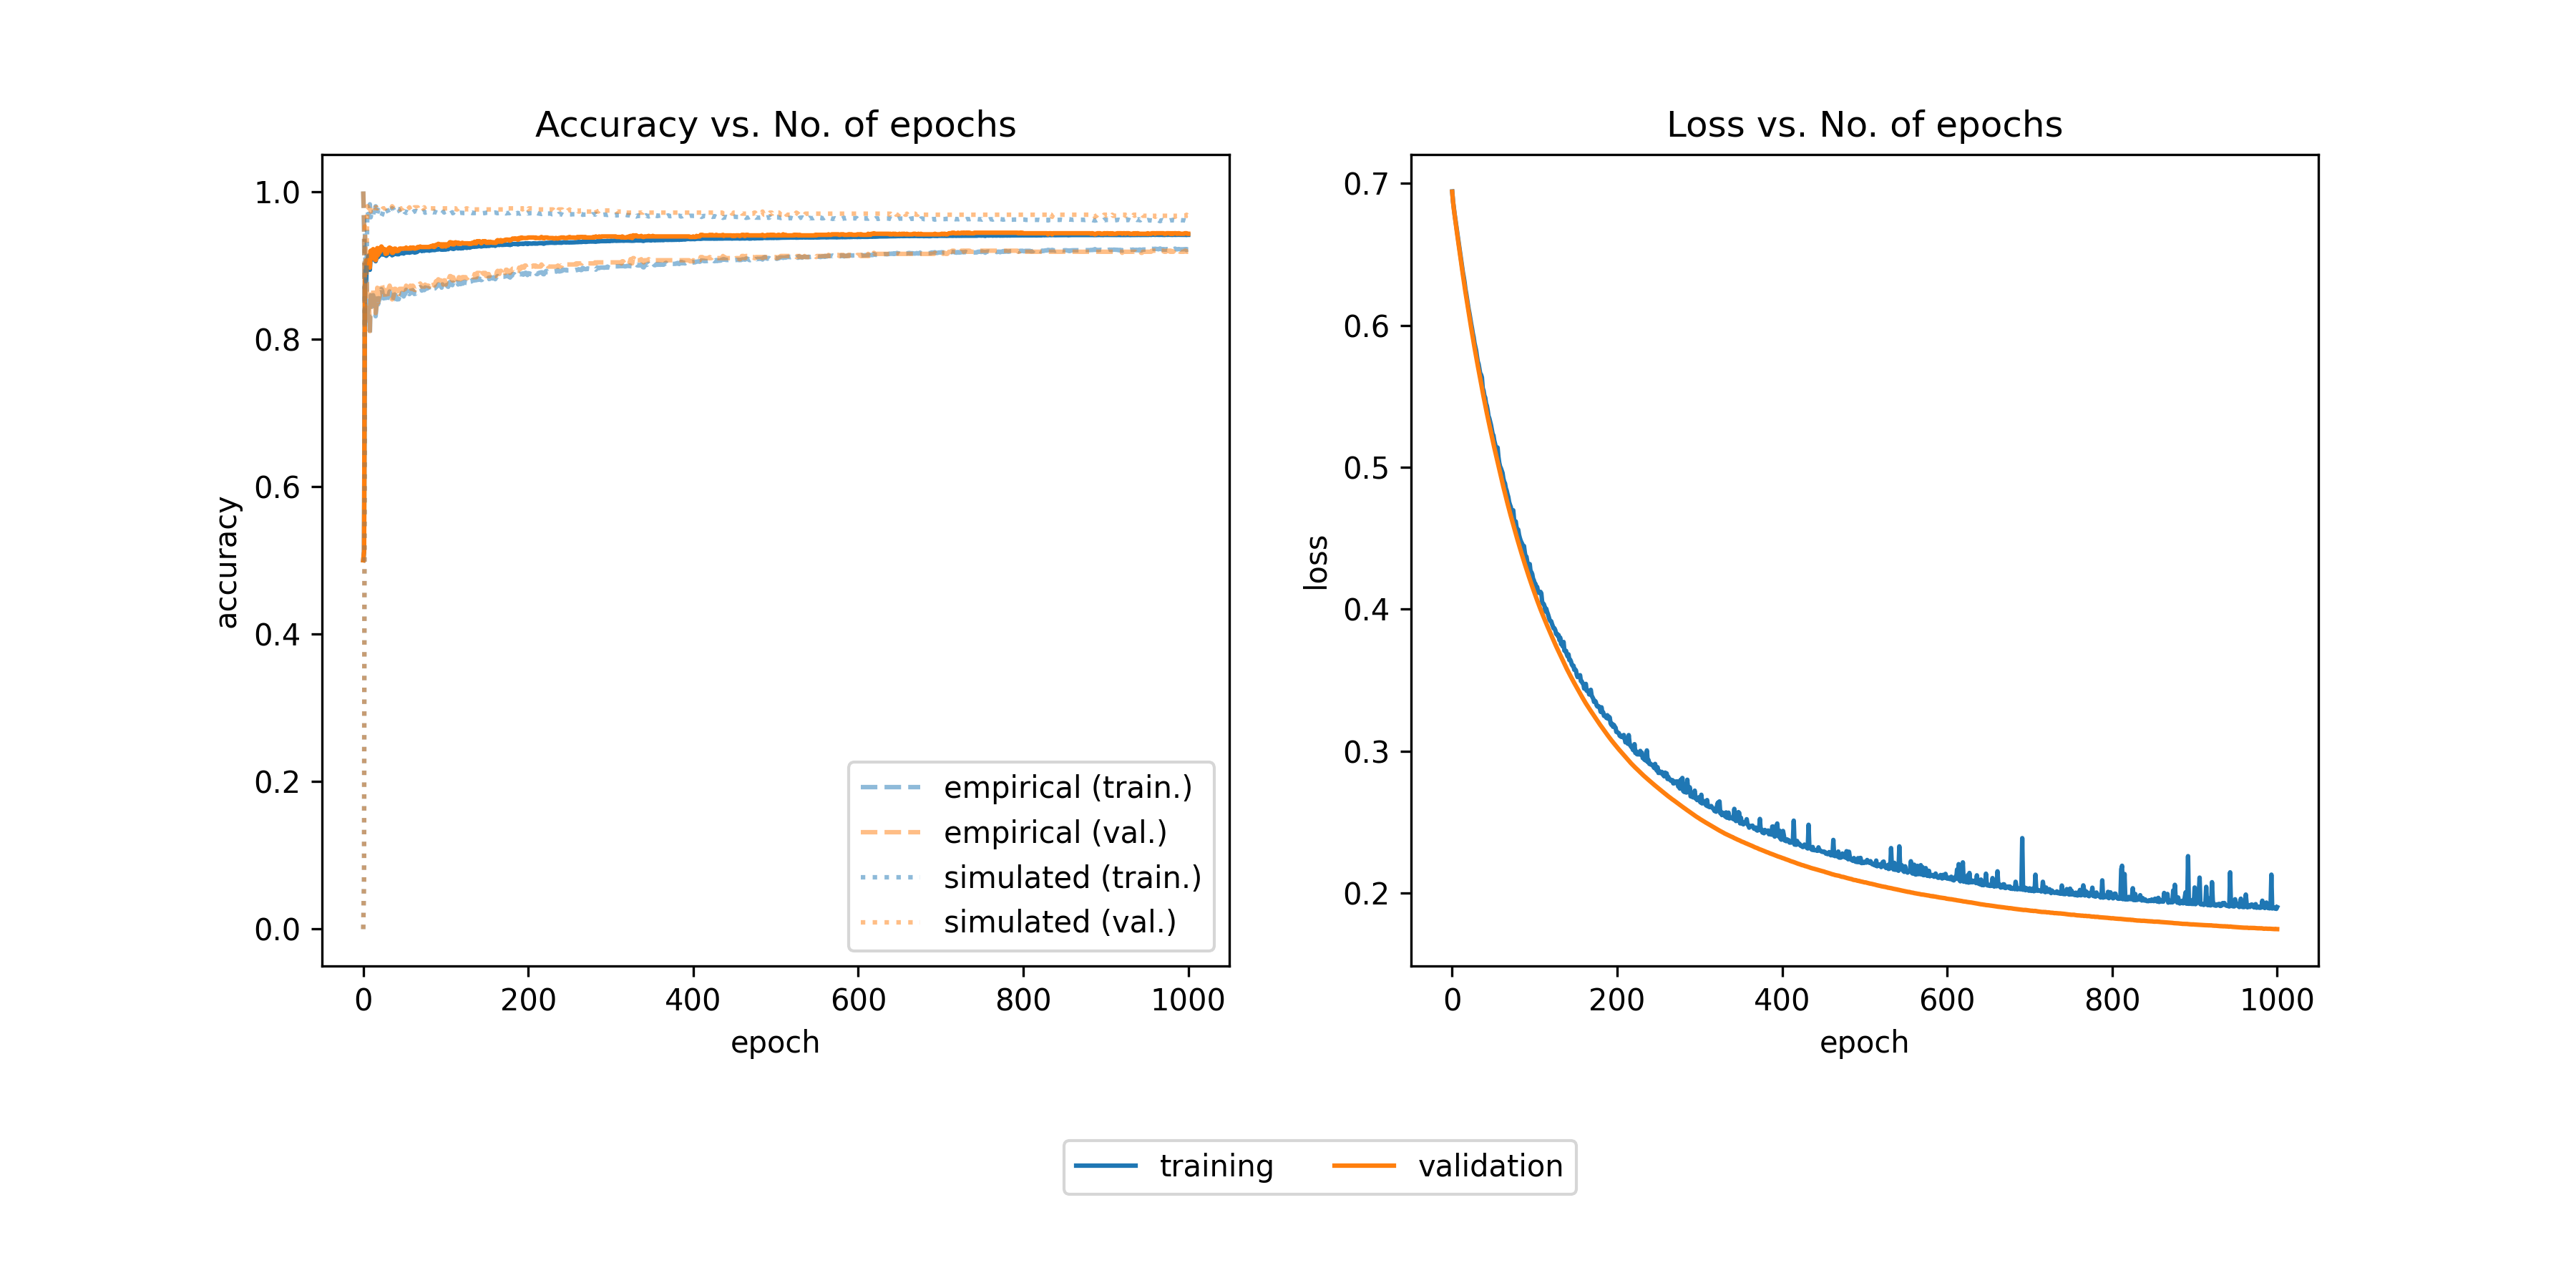 Accuracy vs. No. of epochs
1.0
0.8
0.6
0.4
0.2
0.0
accuracy
0 200 400 600 800 1000
epoch
empirical (train.)
empirical (val.)
simulated (train.)
simulated (val.)
Loss vs. No. of epochs
0.7
0.6
0.5
0.4
0.3
0.2
loss
0 200 400 600 800 1000
epoch
training validation